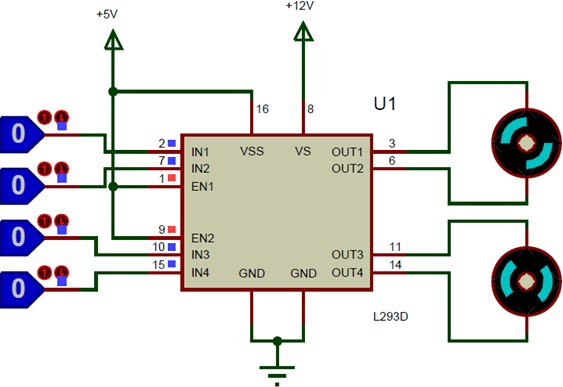 +5V
+12V
16
8
U1
0
2
IN1
VSS
VS
OUT1
3
7
IN2
OUT2
6
0
1
EN1
0
9
EN2
10
IN3
OUT3
11
0
15
IN4
GND
GND
OUT4
14
L293D